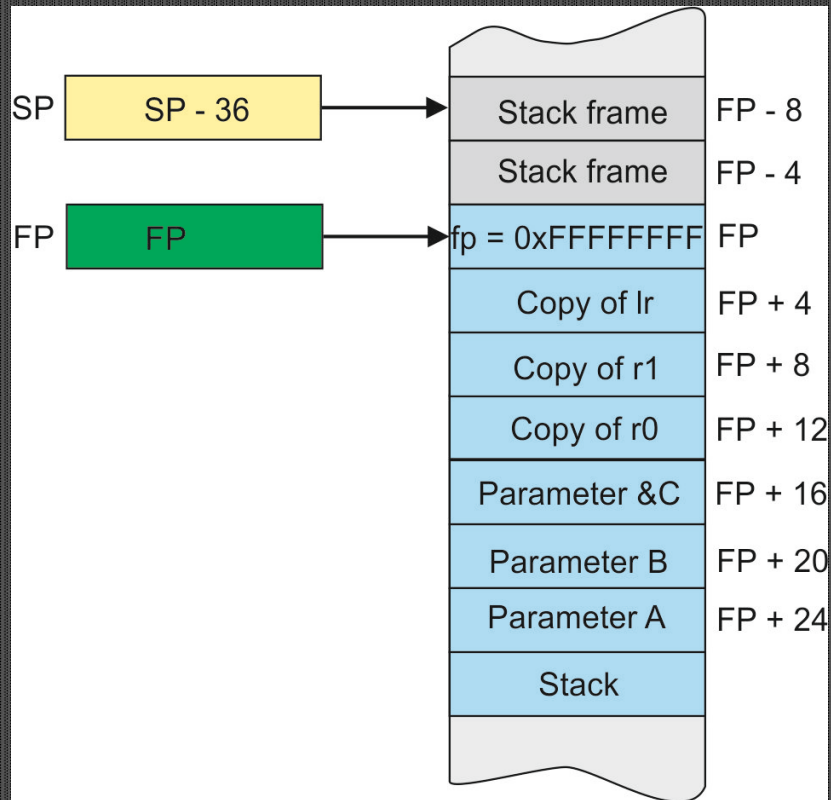 SP SP - 36 Stack frame FP - 8
Stack frame FP - 4
FP FP fp = 0xFFFFFFFF FP
Copy of lr FP + 4
Copy of r1 FP + 8
Copy of r0 FP + 12
Parameter &C FP + 16
Parameter B FP + 20
Parameter A FP + 24
Stack